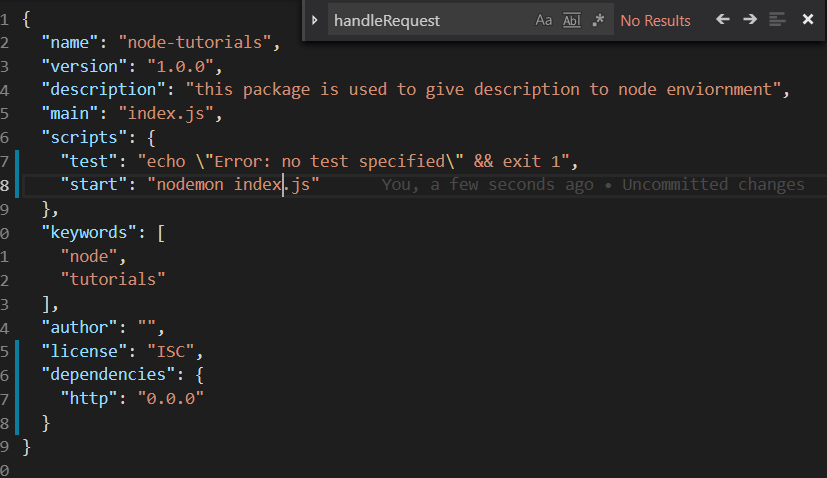 handleRequest Aa Abl .* No Results
1 {
2 "name": "node-tutorials",
3 "version": "1.0.0",
4 "description": "this package is used to give description to node enviornment",
5 "main": "index.js",
6 "scripts": {
7 "test": "echo \"Error: no test specified\" && exit 1",
8 "start": "nodemon index.js" You, a few seconds ago • Uncommitted changes
9 },
0 "keywords": [
1 "node",
2 "tutorials"
3 ],
4 "author": "",
5 "license": "ISC",
6 "dependencies": {
7 "http": "0.0.0"
8 }
9 }
0